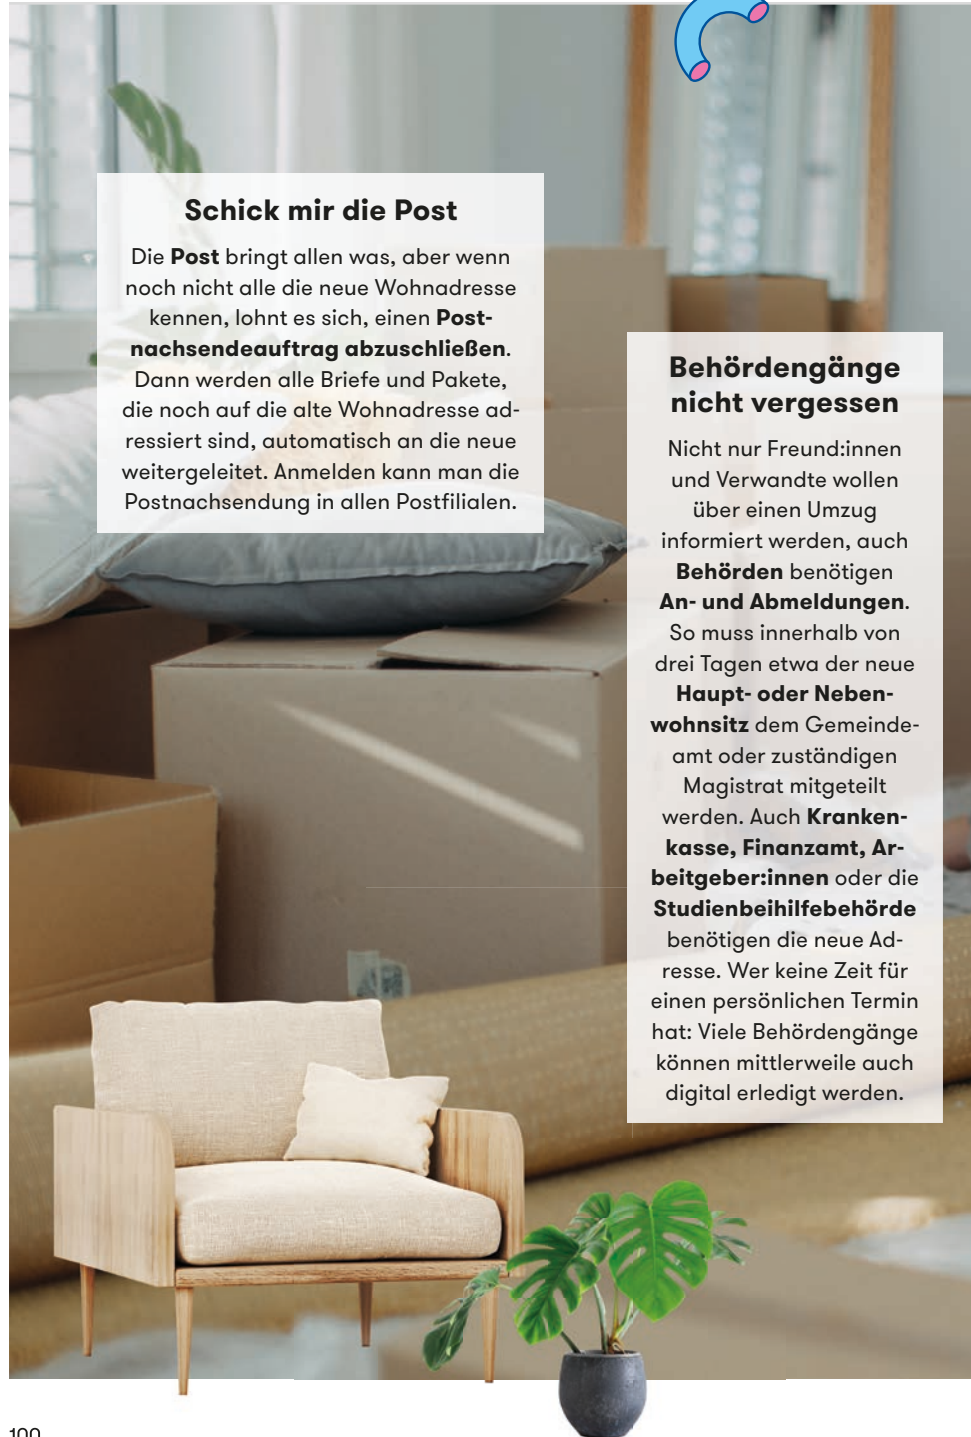 Schick mir die Post
Die Post bringt allen was, aber wenn
noch nicht alle die neue Wohnadresse
kennen, lohnt es sich, einen Post-
nachsendeauftrag abzuschließen.
Dann werden alle Briefe und Pakete,
die noch auf die alte Wohnadresse ad-
ressiert sind, automatisch an die neue
weitergeleitet. Anmelden kann man die
Postnachsendung in allen Postfilialen.
Behördengänge
nicht vergessen
Nicht nur Freund:innen
und Verwandte wollen
über einen Umzug
informiert werden, auch
Behörden benötigen
An- und Abmeldungen.
So muss innerhalb von
drei Tagen etwa der neue
Haupt- oder Neben-
wohnsitz dem Gemeinde-
amt oder zuständigen
Magistrat mitgeteilt
werden. Auch Kranken-
kasse, Finanzamt, Ar-
beitgeber:innen oder die
Studienbeihilfebehörde
benötigen die neue Ad-
resse. Wer keine Zeit für
einen persönlichen Termin
hat: Viele Behördengänge
können mittlerweile auch
digital erledigt werden.
100